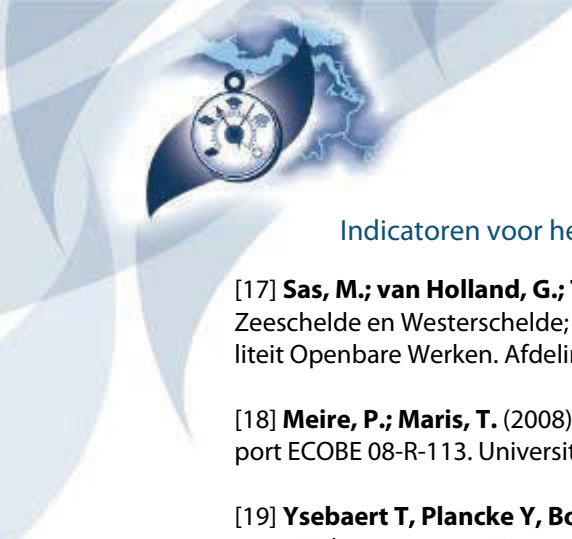 Indicatoren voor he
[17] Sas, M.; van Holland, G.;
Zeeschelde en Westerschelde;
liteit Openbare Werken. Afdeli
[18] Meire, P.; Maris, T. (2008)
port ECOBE 08-R-113. Universit
[19] Ysebaert T, Plancke Y, Bo